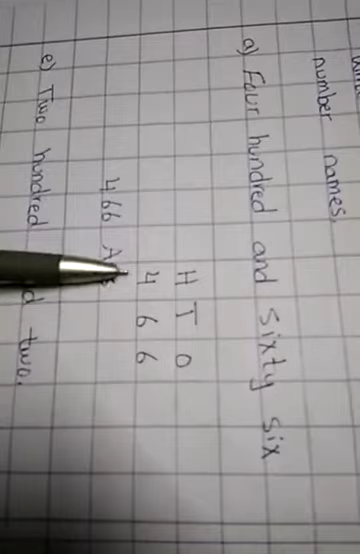 number names.
a) Four hundred and sixty six
H T O
4 6 6
466
e) Two hundred two.